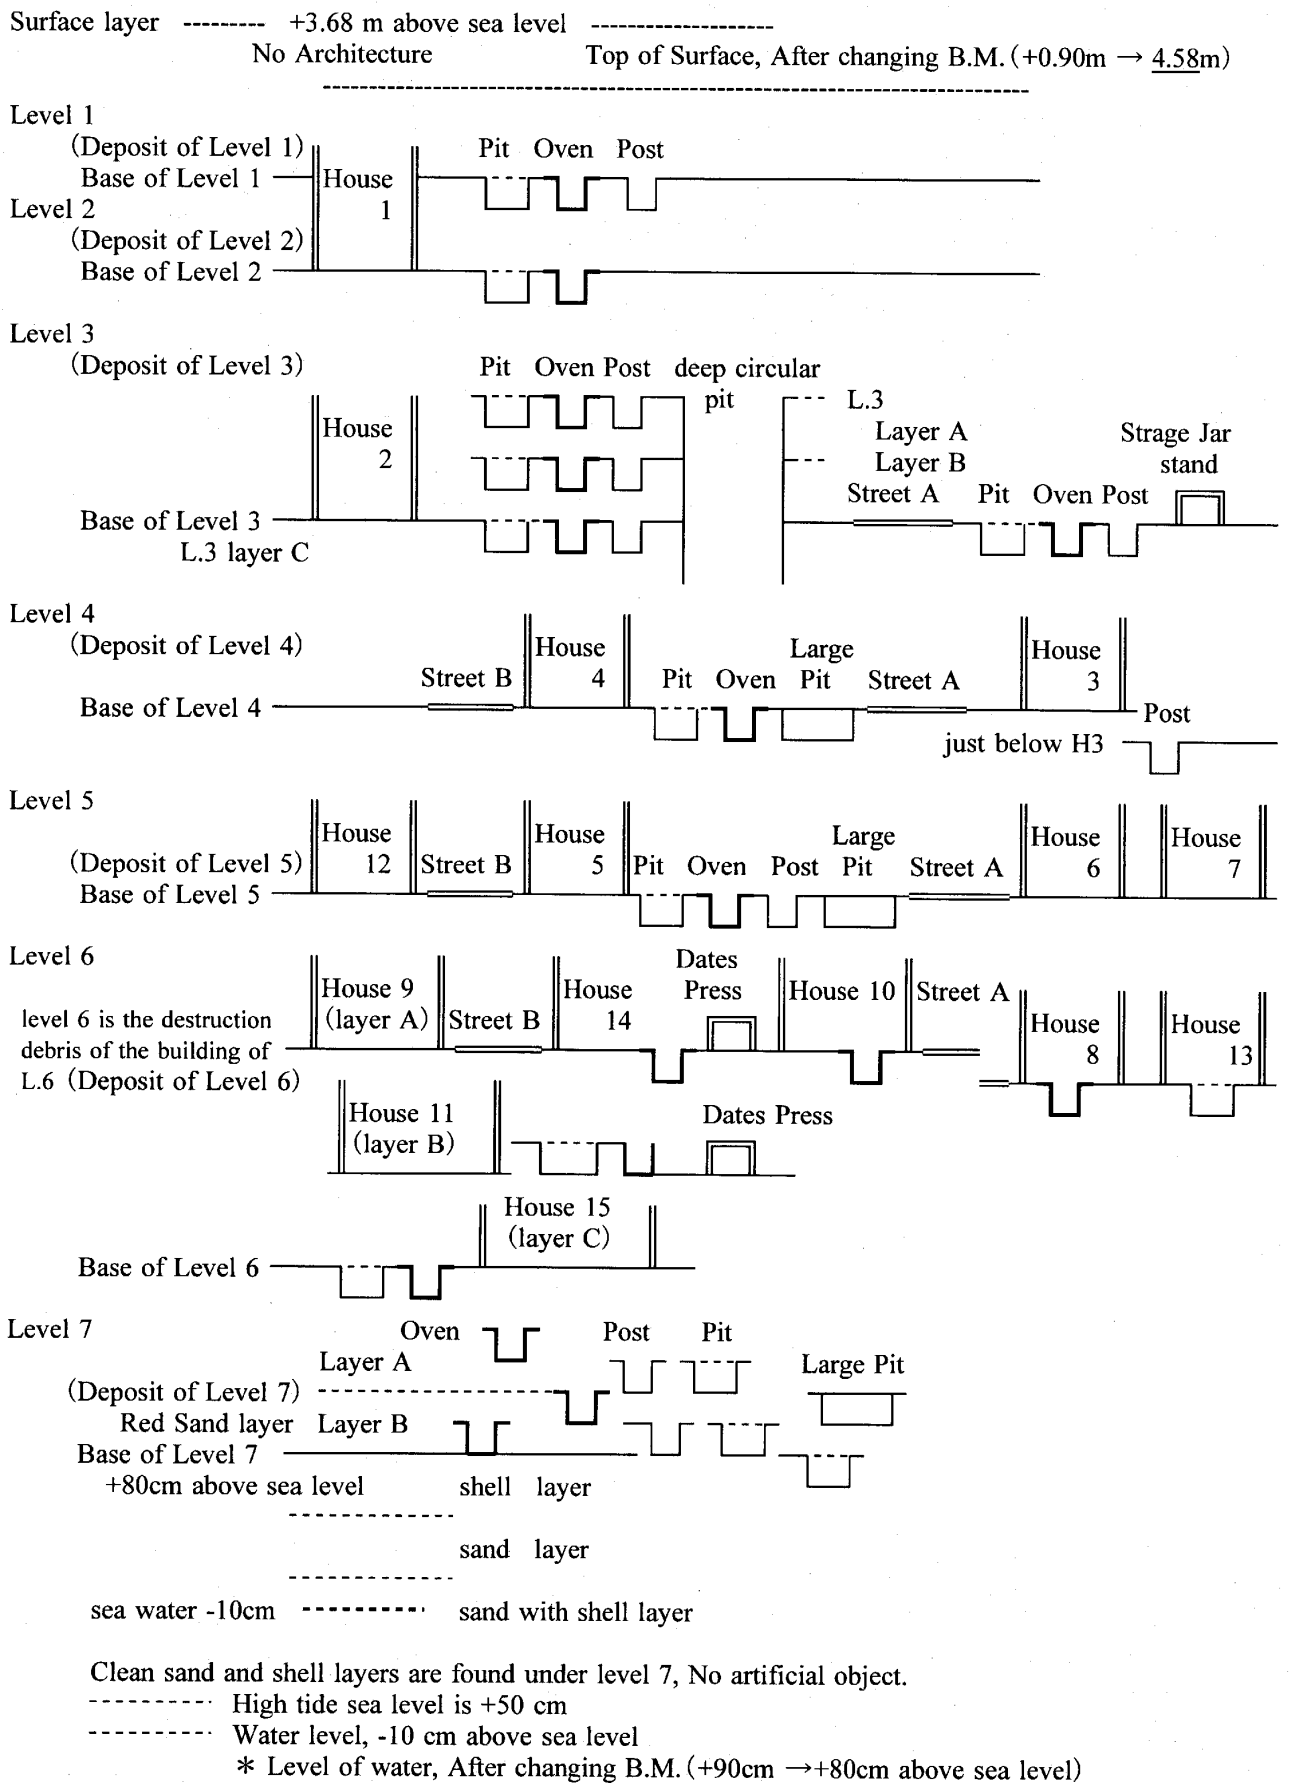 Surface layer --------- +3.68 m above sea level --------------------
No Architecture Top of Surface, After changing B.M. (+0.90m → 4.58m)
Level 1
(Deposit of Level 1) Pit Oven Post
Base of Level 1 House
Level 2 1
(Deposit of Level 2)
Base of Level 2
Level 3
(Deposit of Level 3) Pit Oven Post deep circular
pit L.3
House Layer A Strage Jar
2 Layer B stand
Street A Pit Oven Post
Base of Level 3
L.3 layer C
Level 4
(Deposit of Level 4) House Large House
Street B 4 Pit Oven Pit Street A 3
Base of Level 4 Post
just below H3
Level 5
House House Large House House
(Deposit of Level 5) 12 Street B 5 Pit Oven Post Pit Street A 6 7
Base of Level 5
Level 6 Dates
House 9 House Press House 10 Street A
level 6 is the destruction (layer A) Street B 14 House House
debris of the building of 8 13
L.6 (Deposit of Level 6)
House 11 Dates Press
(layer B)
House 15
(layer C)
Base of Level 6
Level 7 Oven Post Pit
Layer A Large Pit
(Deposit of Level 7)
Red Sand layer Layer B
Base of Level 7
+80cm above sea level shell layer
sand layer
sea water -10cm ---------- sand with shell layer
Clean sand and shell layers are found under level 7, No artificial object.
---------- High tide sea level is +50 cm
---------- Water level, -10 cm above sea level
* Level of water, After changing B.M. (+90cm →+80cm above sea level)